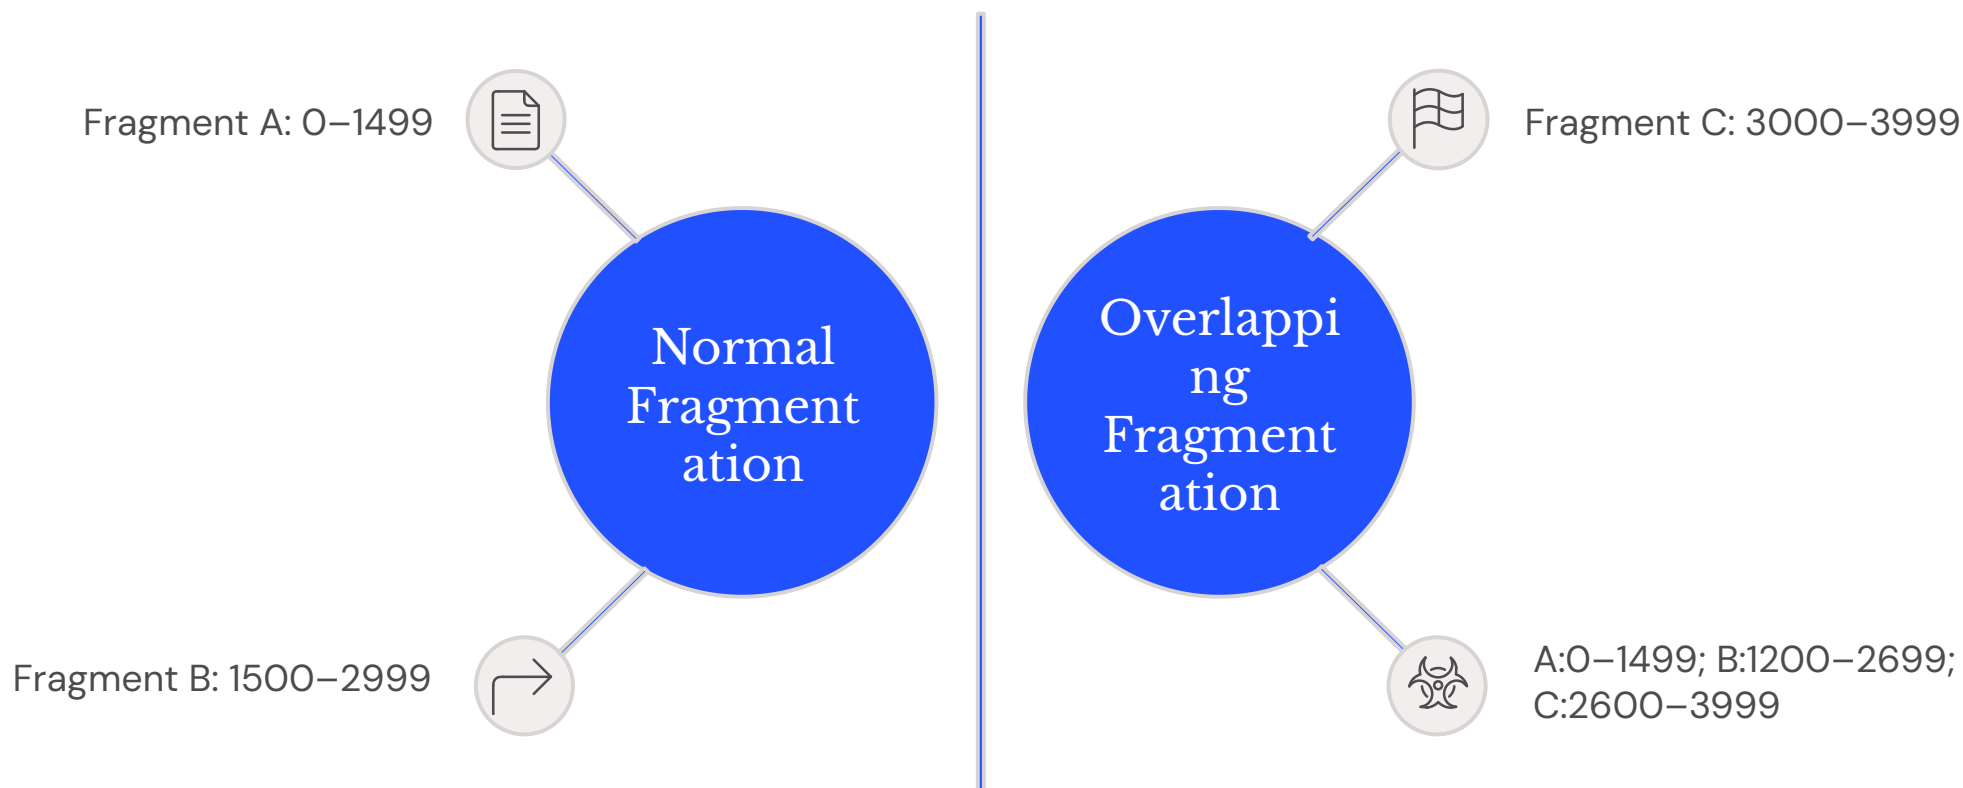 Fragment A: 0–1499
Normal
Fragment
ation
Fragment B: 1500–2999
Fragment C: 3000–3999
Overlappi
ng
Fragment
ation
A:0–1499; B:1200–2699;
C:2600–3999